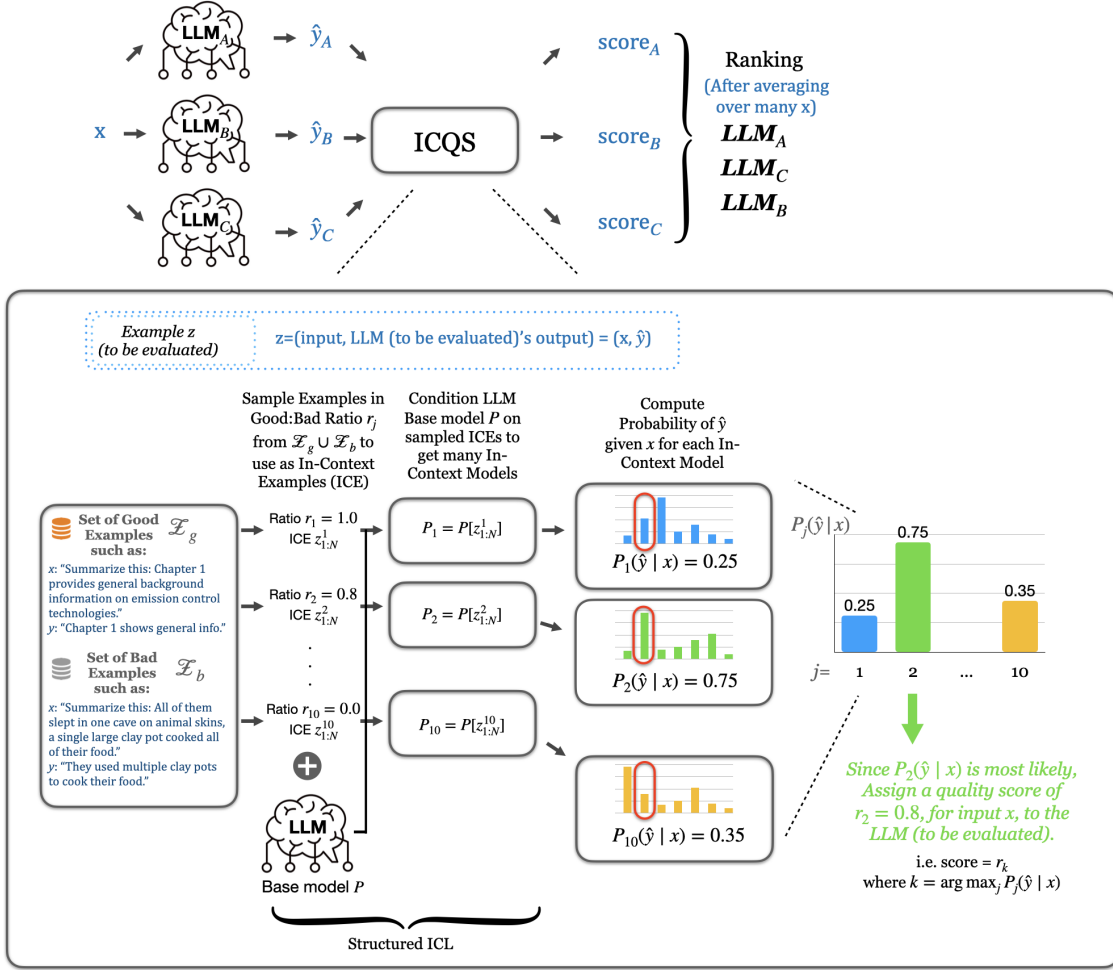 LLM_A
ŷ_A
score_A
x
LLM_B
ŷ_B
ICQS
score_B
LLM_C
ŷ_C
score_C
Ranking
(After averaging
over many x)
LLM_A
LLM_C
LLM_B
Example z
(to be evaluated)
z=(input, LLM (to be evaluated)’s output) = (x, ŷ)
Sample Examples in
Good:Bad Ratio r_j
from 𝒵_g ∪ 𝒵_b to
use as In-Context
Examples (ICE)
Condition LLM
Base model P on
sampled ICEs to
get many In-
Context Models
Compute
Probability of ŷ
given x for each In-
Context Model
Set of Good
Examples
such as:
𝒵_g
x: “Summarize this: Chapter 1
provides general background
information on emission control
technologies.”
y: “Chapter 1 shows general info.”
Set of Bad
Examples
such as:
𝒵_b
x: “Summarize this: All of them
slept in one cave on animal skins,
a single large clay pot cooked all
of their food.”
y: “They used multiple clay pots
to cook their food.”
Ratio r_1 = 1.0
ICE z^1_{1:N}
Ratio r_2 = 0.8
ICE z^2_{1:N}
.
.
.
Ratio r_10 = 0.0
ICE z^10_{1:N}
+
LLM
Base model P
P_1 = P[z^1_{1:N}]
P_2 = P[z^2_{1:N}]
P_10 = P[z^10_{1:N}]
Structured ICL
P_1(ŷ | x) = 0.25
P_2(ŷ | x) = 0.75
P_10(ŷ | x) = 0.35
P_j(ŷ | x)
0.25
0.75
0.35
j=
1
2
...
10
Since P_2(ŷ | x) is most likely,
Assign a quality score of
r_2 = 0.8, for input x, to the
LLM (to be evaluated).
i.e. score = r_k
where k = arg max_j P_j(ŷ | x)